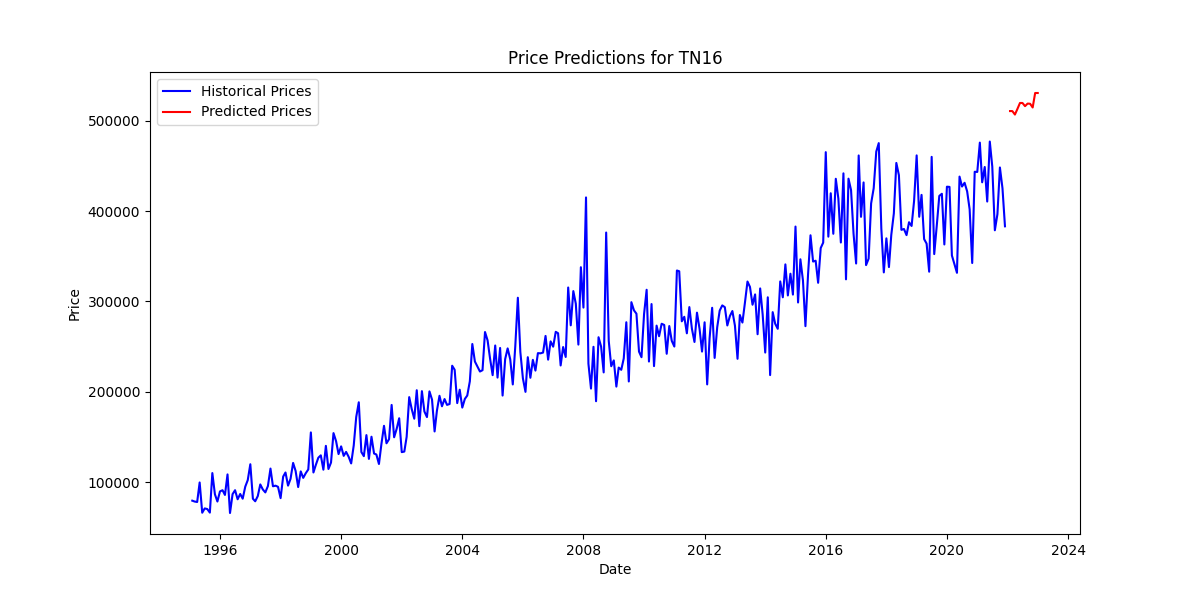 Price Predictions for TN16
Historical Prices
Predicted Prices
500000
400000
300000
200000
100000
Price
1996 2000 2004 2008 2012 2016 2020 2024
Date